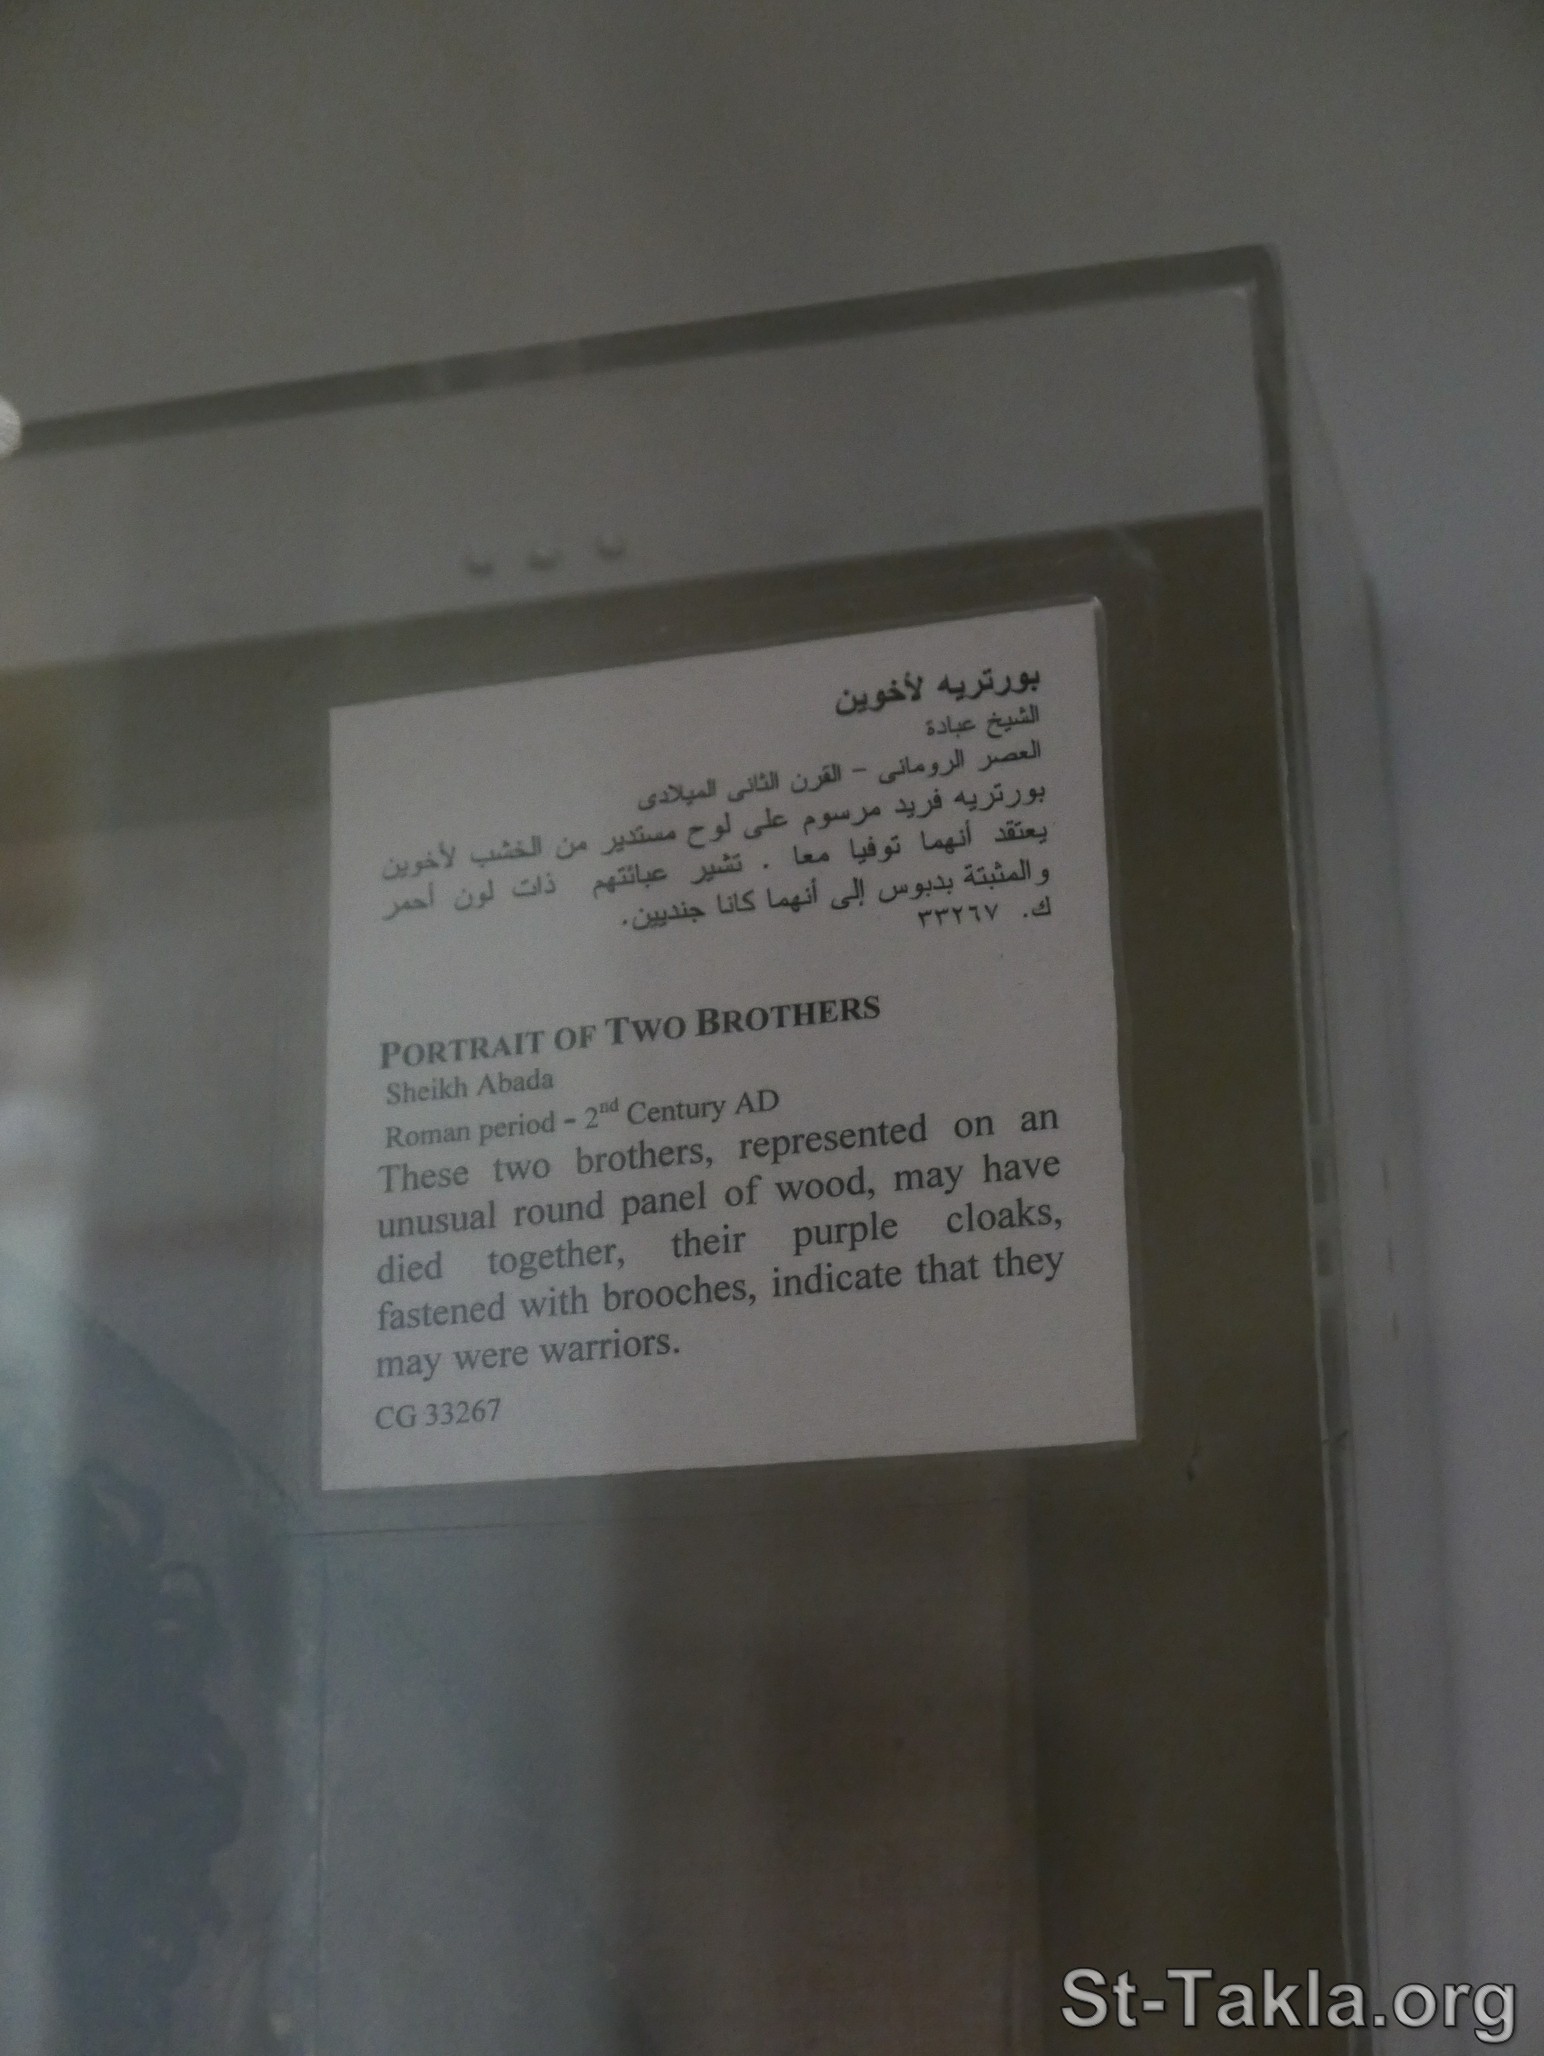 بورتريه لأخوين
الشيخ عبادة
العصر الرومانى - القرن الثانى الميلادى
بورتريه فريد مرسوم على لوح مستدير من الخشب لأخوين
يعتقد أنهما توفيا معا . تشير عبائتهم ذات لون أحمر
والمثبتة بدبوس إلى أنهما كانا جنديين.
ك. ٣٣٢٦٧
PORTRAIT OF TWO BROTHERS
Sheikh Abada
Roman period - 2nd Century AD
These two brothers, represented on an
unusual round panel of wood, may have
died together, their purple cloaks,
fastened with brooches, indicate that they
may were warriors.
CG 33267
St-Takla.org